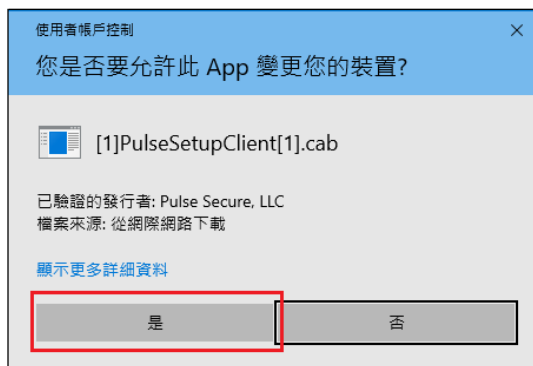 使用者帳戶控制
您是否要允許此 App 變更您的裝置?
[1]PulseSetupClient[1].cab
已驗證的發行者: Pulse Secure, LLC
檔案來源: 從網際網路下載
顯示更多詳細資料
是
否